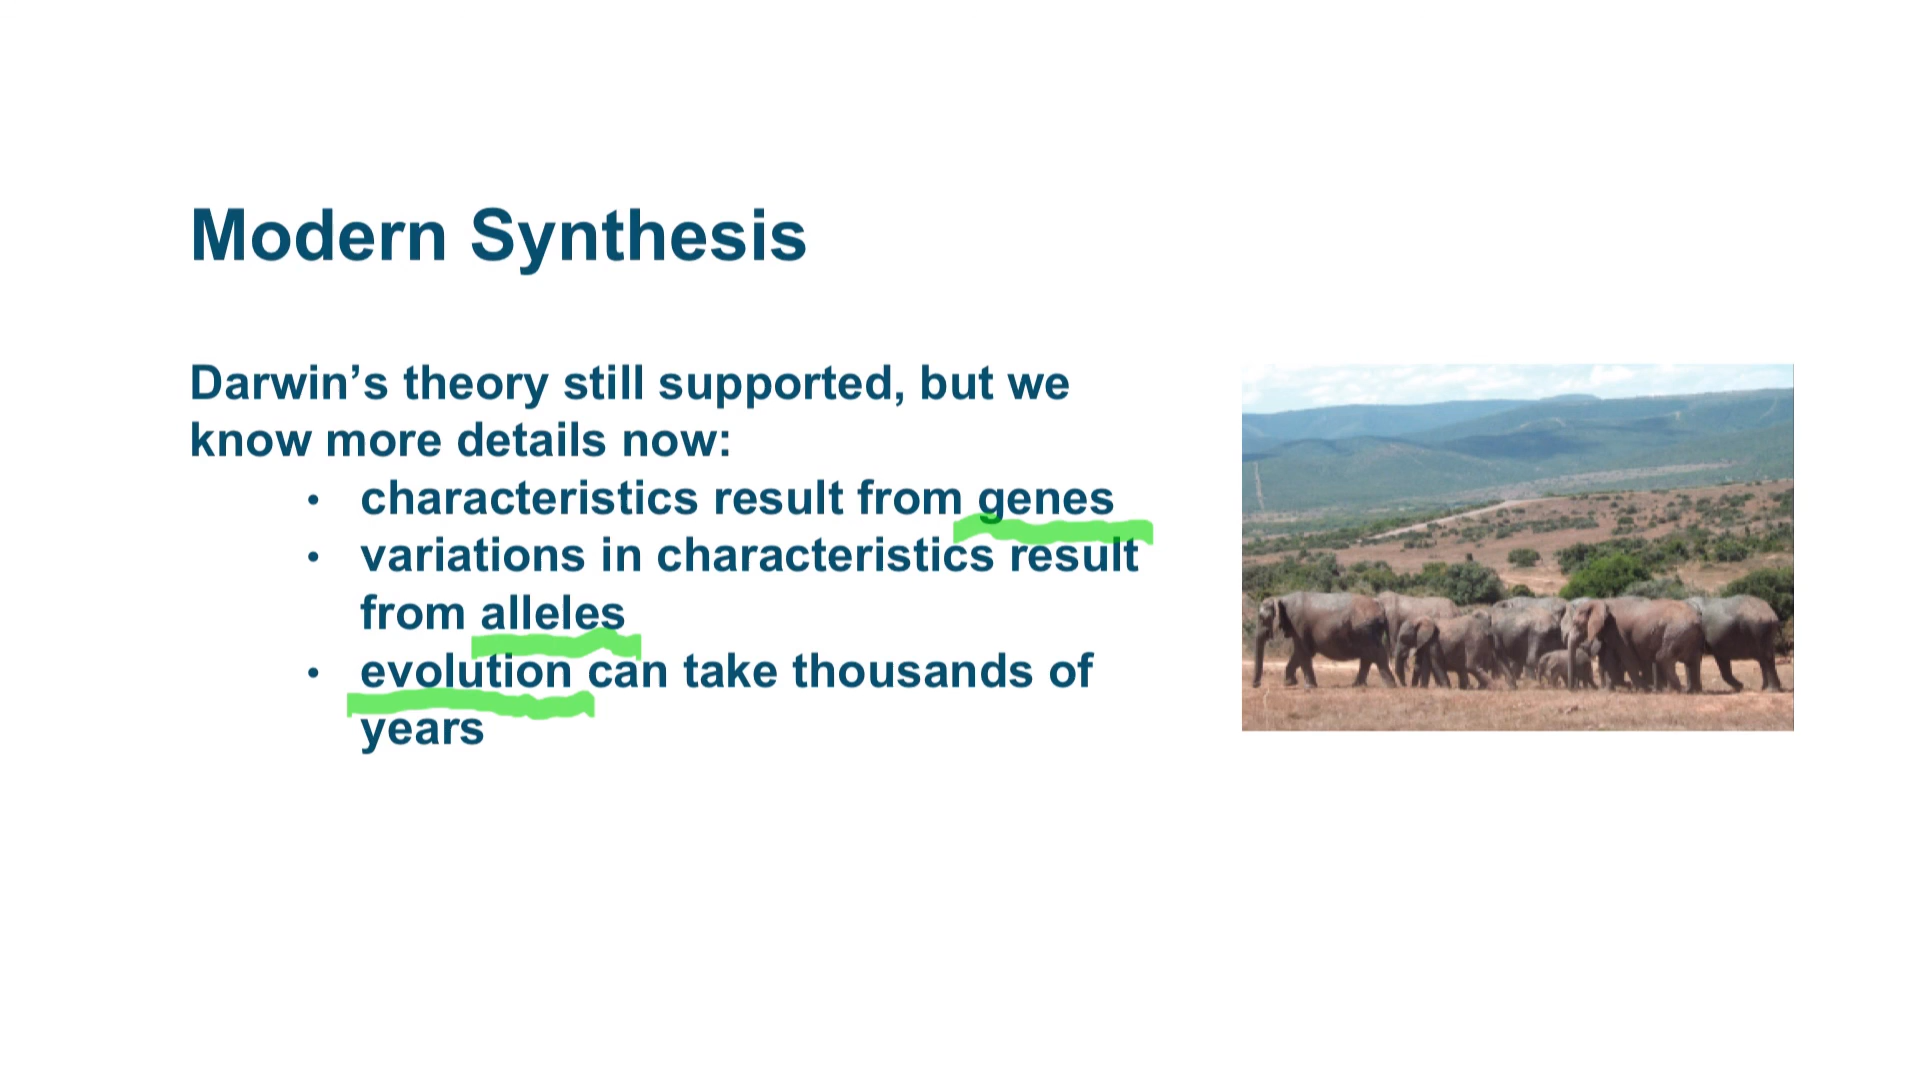 Modern Synthesis
Darwin’s theory still supported, but we
know more details now:
• characteristics result from genes
• variations in characteristics result
from alleles
• evolution can take thousands of
years